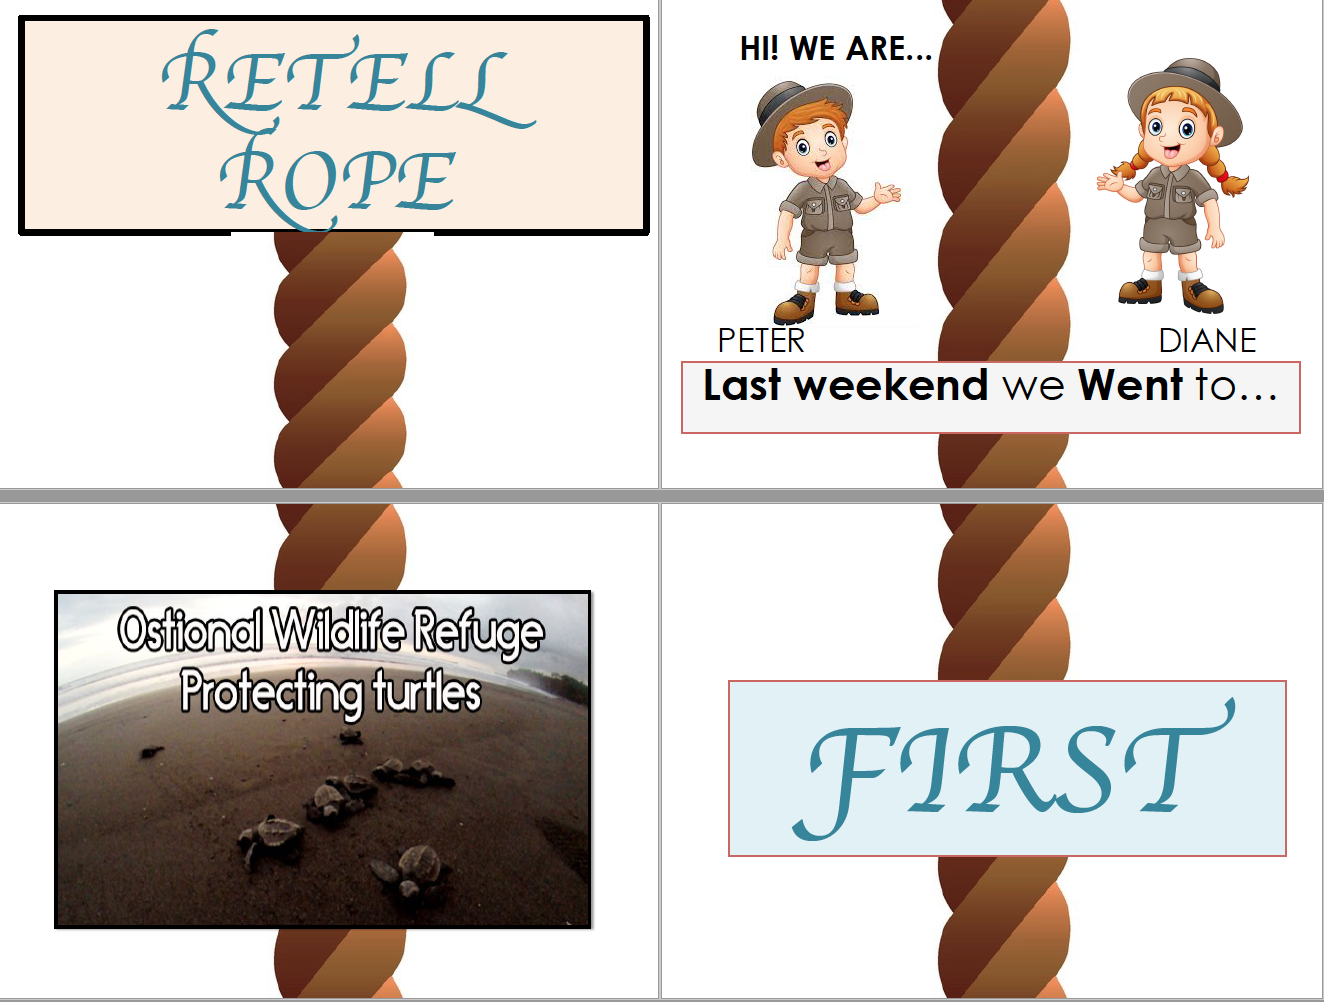 RETELL
ROPE
HI! WE ARE...
PETER
DIANE
Last weekend we Went to...
Ostional Wildlife Refuge
Protecting turtles
FIRST